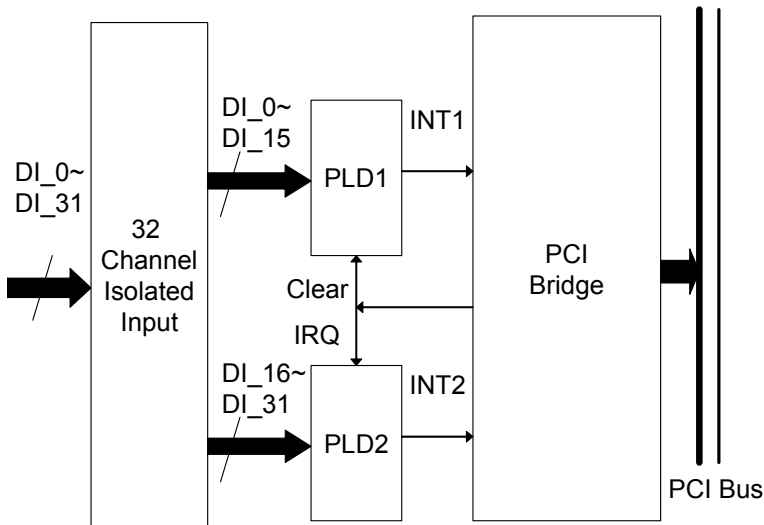 DI_0~
DI_31
32
Channel
Isolated
Input
DI_0~
DI_15
PLD1
INT1
Clear
IRQ
DI_16~
DI_31
PLD2
INT2
PCI
Bridge
PCI Bus